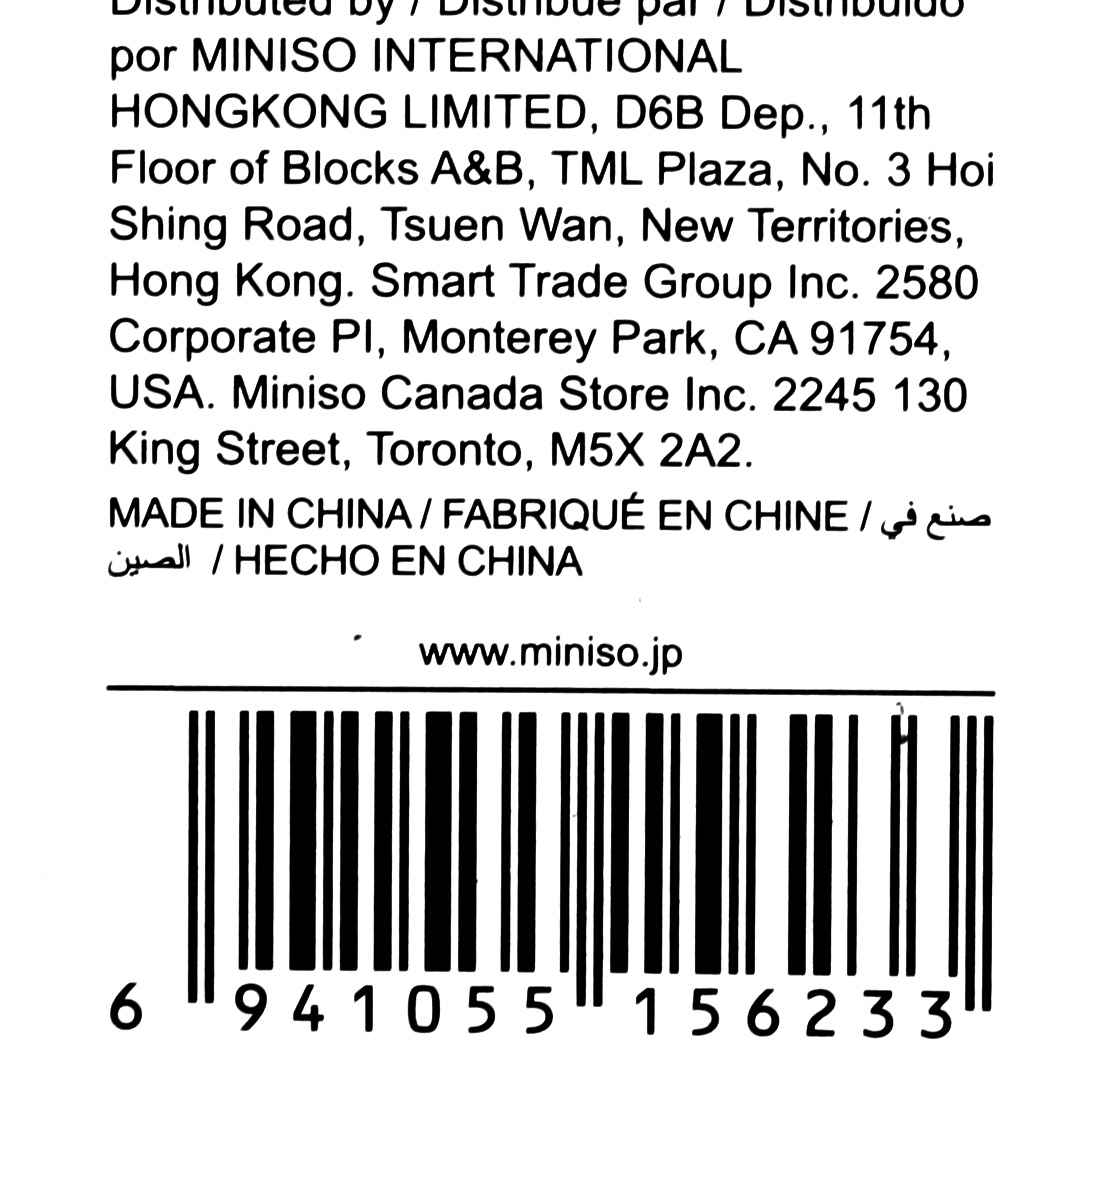 Distributed by / Distribué par / Distribuido
por MINISO INTERNATIONAL
HONGKONG LIMITED, D6B Dep., 11th
Floor of Blocks A&B, TML Plaza, No. 3 Hoi
Shing Road, Tsuen Wan, New Territories,
Hong Kong. Smart Trade Group Inc. 2580
Corporate Pl, Monterey Park, CA 91754,
USA. Miniso Canada Store Inc. 2245 130
King Street, Toronto, M5X 2A2.
MADE IN CHINA / FABRIQUÉ EN CHINE / صنع في
الصين / HECHO EN CHINA
www.miniso.jp
6 941055 156233